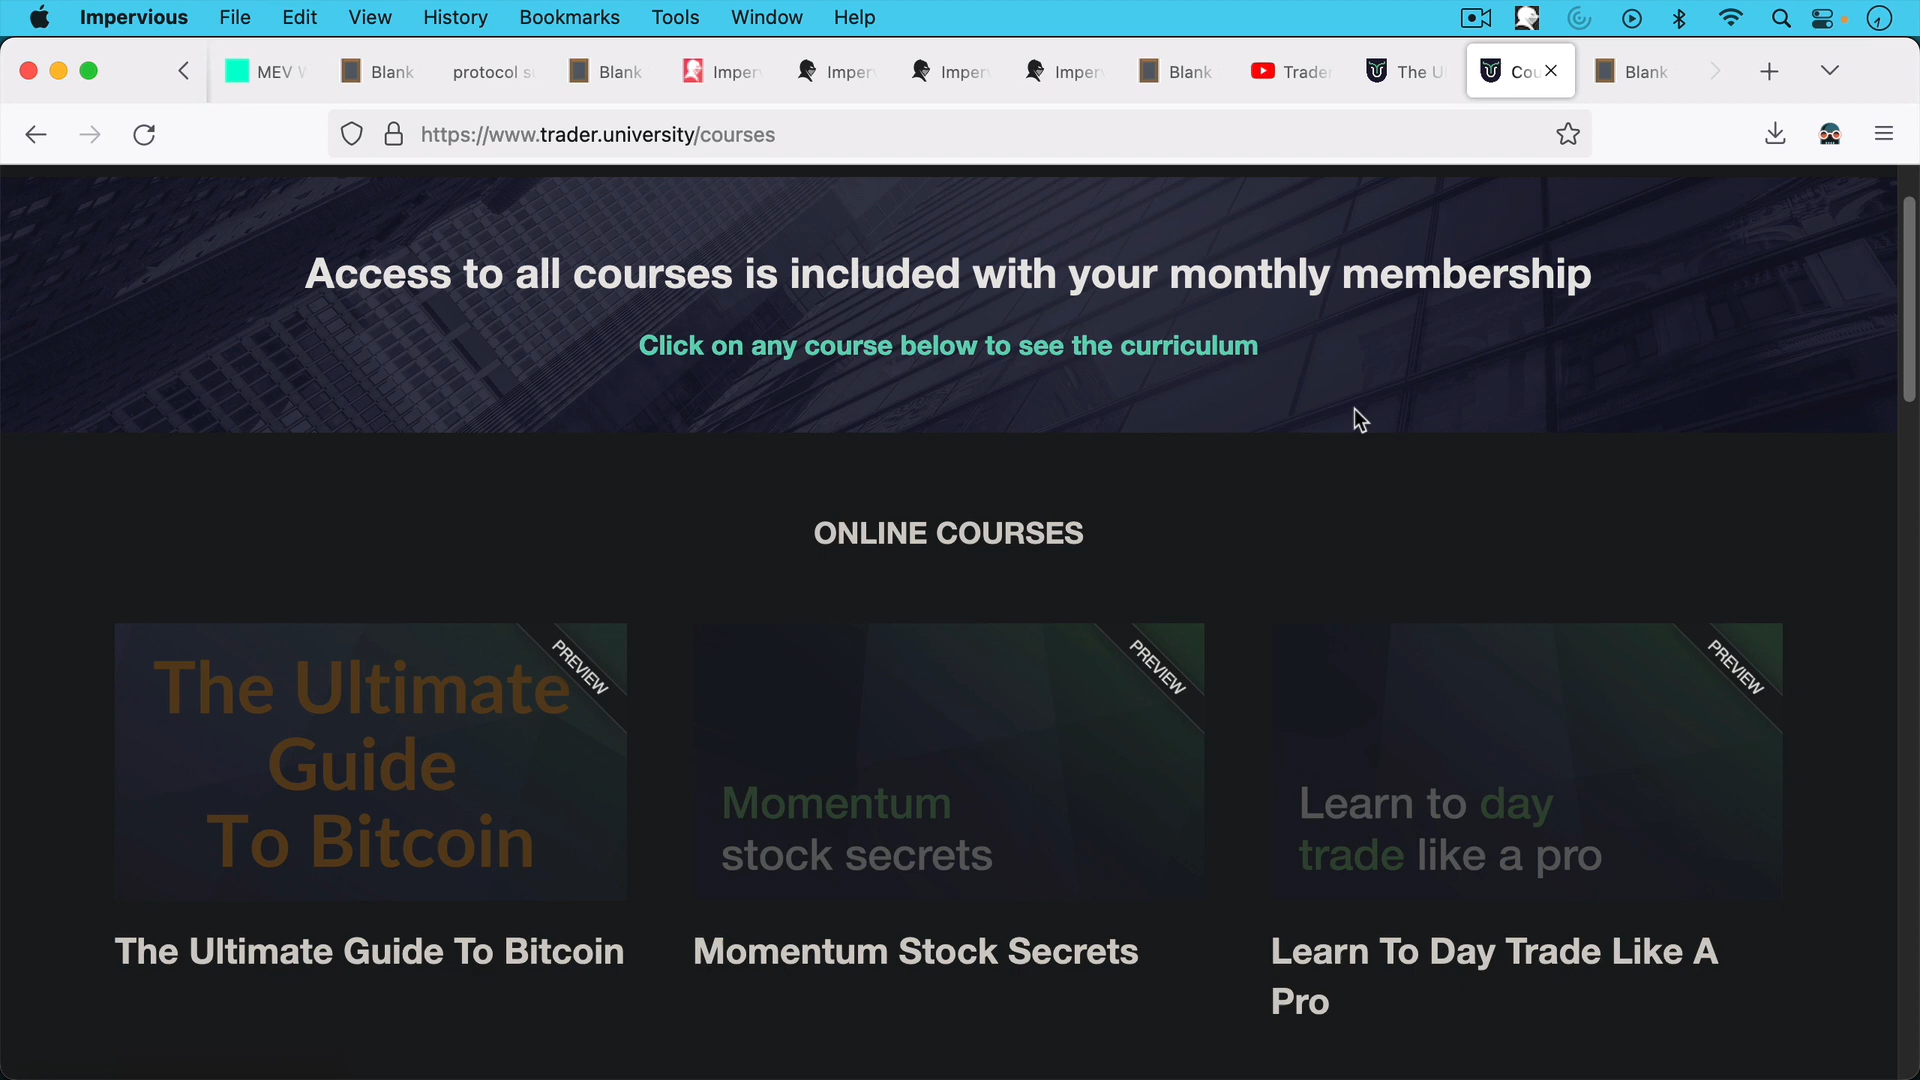 Impervious File Edit View History Bookmarks Tools Window Help
MEV Blank protocol Blank Imper Imper Imper Imper Blank Trader The U Cou Blank
https://www.trader.university/courses
Access to all courses is included with your monthly membership
Click on any course below to see the curriculum
ONLINE COURSES
PREVIEW
The Ultimate
Guide
To Bitcoin
PREVIEW
Momentum
stock secrets
PREVIEW
Learn to day
trade like a pro
The Ultimate Guide To Bitcoin
Momentum Stock Secrets
Learn To Day Trade Like A
Pro